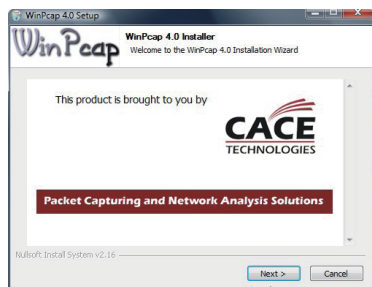 WinPcap 4.0 Setup
WinPcap
WinPcap 4.0 Installer
Welcome to the WinPcap 4.0 Installation Wizard
This product is brought to you by
CACE
TECHNOLOGIES
Packet Capturing and Network Analysis Solutions
Nullsoft Install System v2.16
Next >
Cancel